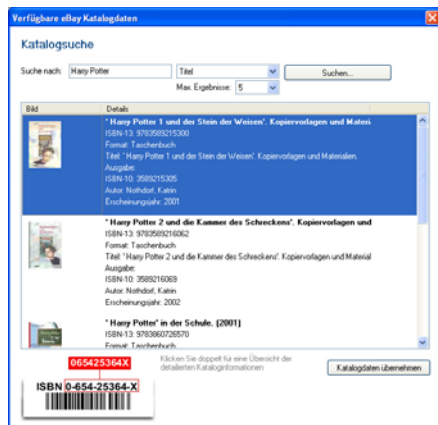 Verfügbare eBay Katalogdaten
Katalogsuche
Suche nach: Harry Potter Titel Suchen...
Max. Ergebnisse: 5
Bild Details
" Harry Potter 1 und der Stein der Weisen'. Kopiervorlagen und Materi
ISBN-13: 9783589215300
Format: Taschenbuch
Titel: " Harry Potter 1 und der Stein der Weisen'. Kopiervorlagen und Materialien.
Ausgabe:
ISBN-10: 3589215305
Autor: Nothdorf, Katrin
Erscheinungsjahr: 2001
" Harry Potter 2 und die Kammer des Schreckens'. Kopiervorlagen und
ISBN-13: 9783589216062
Format: Taschenbuch
Titel: " Harry Potter 2 und die Kammer des Schreckens'. Kopiervorlagen und Material
Ausgabe:
ISBN-10: 3589216069
Autor: Nothdorf, Katrin
Erscheinungsjahr: 2002
" Harry Potter' in der Schule. (2001)
ISBN-13: 9783860726570
Format: Taschenbuch
065425364X
ISBN 0-654-25364-X
Klicken Sie doppelt für eine Übersicht der
detailierten Kataloginformationen
Katalogdaten übernehmen